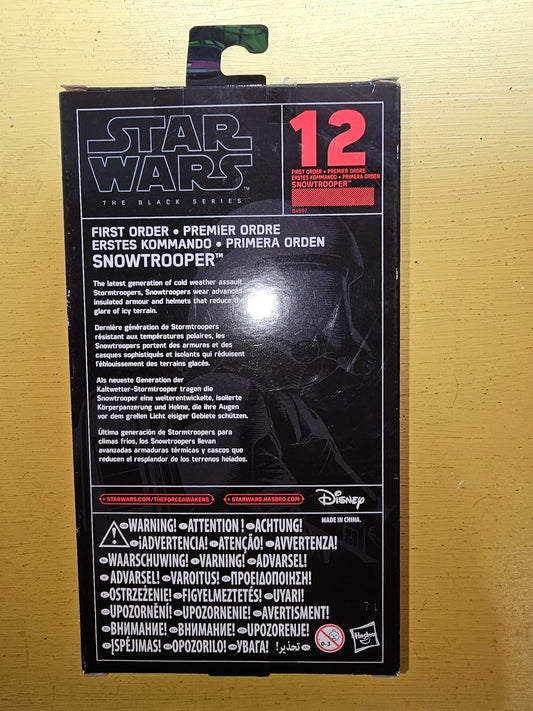 STAR
WARS™
THE BLACK SERIES
12
FIRST ORDER • PREMIER ORDRE
ERSTES KOMMANDO • PRIMERA ORDEN
SNOWTROOPER™
B4597
FIRST ORDER • PREMIER ORDRE
ERSTES KOMMANDO • PRIMERA ORDEN
SNOWTROOPER™
The latest generation of cold weather assault
Stormtroopers, Snowtroopers wear advanced
insulated armour and helmets that reduce the
glare of icy terrain.
Dernière génération de Stormtroopers
résistant aux températures polaires, les
Snowtroopers portent des armures et des
casques sophistiqués et isolants qui réduisent
l'éblouissement des terrains glacés.
Als neueste Generation der
Kaltwetter-Stormtrooper tragen die
Snowtrooper eine weiterentwickelte, isolierte
Körperpanzerung und Helme, die ihre Augen
vor dem grellen Licht eisiger Gebiete schützen.
Última generación de Stormtroopers para
climas fríos, los Snowtroopers llevan
avanzadas armaduras térmicas y cascos que
reducen el resplandor de los terrenos helados.
STARWARS.COM/THEFORCEAWAKENS
STARWARS.HASBRO.COM
Disney
MADE IN CHINA.
WARNING! ATTENTION ! ACHTUNG!
¡ADVERTENCIA! ATENÇÃO! AVVERTENZA!
WAARSCHUWING! VARNING! ADVARSEL!
ADVARSEL! VAROITUS! ΠΡΟΕΙΔΟΠΟΙΗΣΗ!
OSTRZEŻENIE! FIGYELMEZTETÉS! UYARI!
UPOZORNĚNÍ! UPOZORNENIE! AVERTISMENT!
ВНИМАНИЕ! ВНИМАНИЕ! UPOZORENJE!
ĮSPĖJIMAS! OPOZORILO! УВАГА! تحذير!
0-3
Hasbro
71